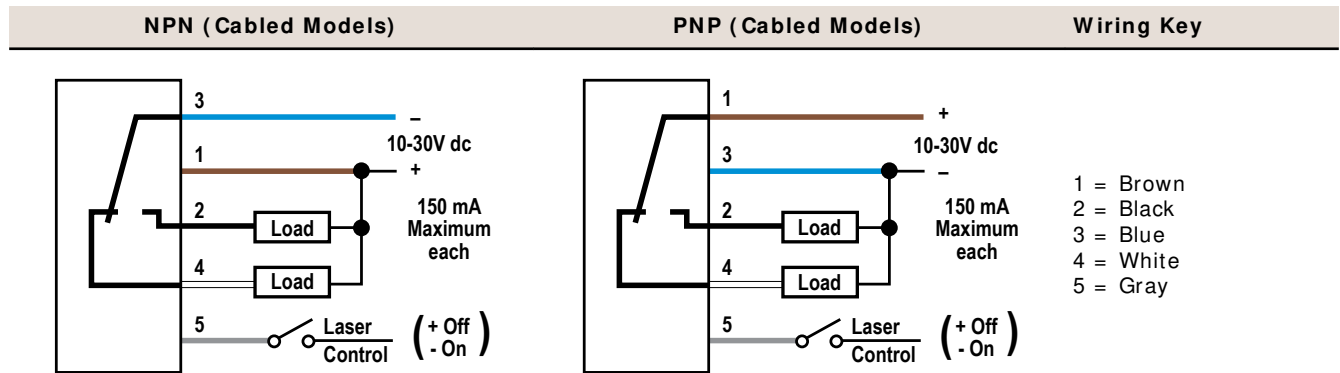 NPN (Cabled Models)
PNP (Cabled Models)
Wiring Key
3
–
10-30V dc
1
+
2
Load
150 mA
Maximum
each
4
Load
5
Laser
Control
( + Off
- On )
1
+
10-30V dc
3
–
2
Load
150 mA
Maximum
each
4
Load
5
Laser
Control
( + Off
- On )
1 = Brown
2 = Black
3 = Blue
4 = White
5 = Gray